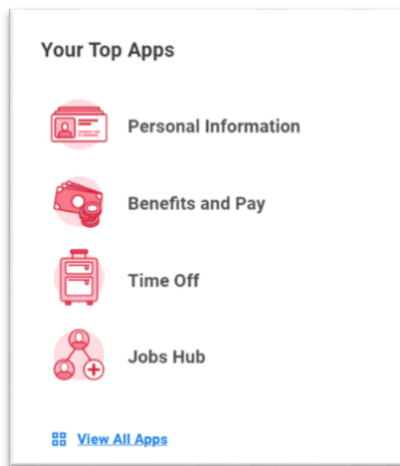 Your Top Apps
Personal Information
Benefits and Pay
Time Off
Jobs Hub
View All Apps